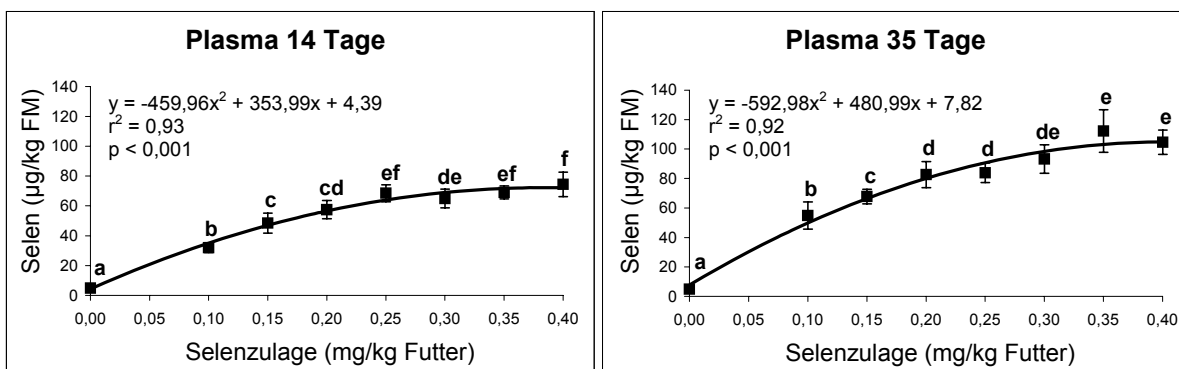 Plasma 14 Tage
y = -459,96x² + 353,99x + 4,39
r² = 0,93
p < 0,001
Selen (µg/kg FM)
140
120
100
80
60
40
20
0
a
b
c
cd
ef
de
ef
f
0,00 0,05 0,10 0,15 0,20 0,25 0,30 0,35 0,40
Selenzulage (mg/kg Futter)
Plasma 35 Tage
y = -592,98x² + 480,99x + 7,82
r² = 0,92
p < 0,001
Selen (µg/kg FM)
140
120
100
80
60
40
20
0
a
b
c
d
d
de
e
e
0,00 0,05 0,10 0,15 0,20 0,25 0,30 0,35 0,40
Selenzulage (mg/kg Futter)